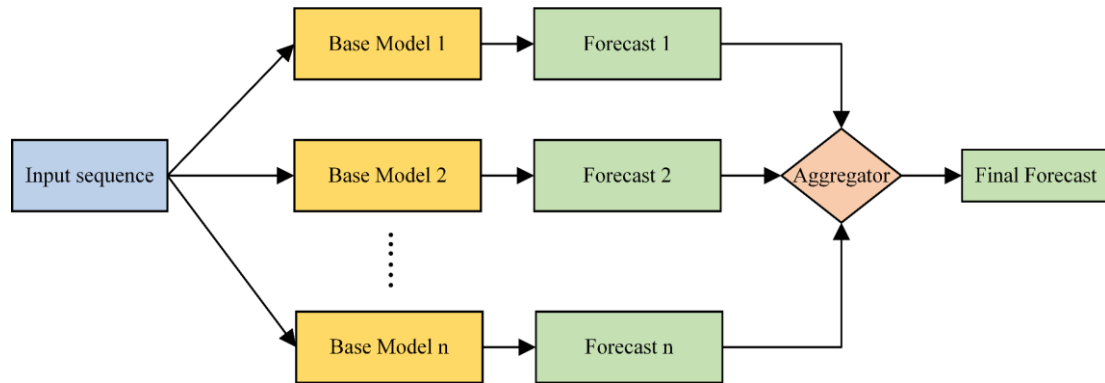 Base Model 1
Forecast 1
Input sequence
Base Model 2
Forecast 2
Aggregator
Final Forecast
Base Model n
Forecast n